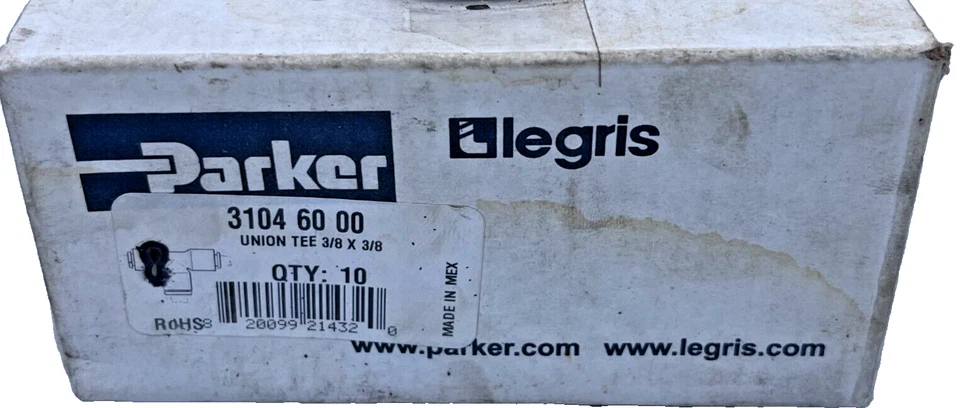 Parker
legris
3104 60 00
UNION TEE 3/8 X 3/8
QTY: 10
MADE IN MEX
RoHS
8 20099 21432 0
www.parker.com www.legris.com